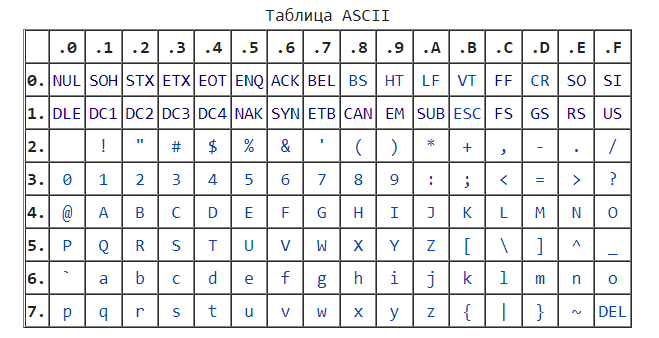 Таблица ASCII
.0 .1 .2 .3 .4 .5 .6 .7 .8 .9 .A .B .C .D .E .F
0. NUL SOH STX ETX EOT ENQ ACK BEL BS HT LF VT FF CR SO SI
1. DLE DC1 DC2 DC3 DC4 NAK SYN ETB CAN EM SUB ESC FS GS RS US
2. ! " # $ % & ' ( ) * + , - . /
3. 0 1 2 3 4 5 6 7 8 9 : ; < = > ?
4. @ A B C D E F G H I J K L M N O
5. P Q R S T U V W X Y Z [ \ ] ^ _
6. ` a b c d e f g h i j k l m n o
7. p q r s t u v w x y z { | } ~ DEL